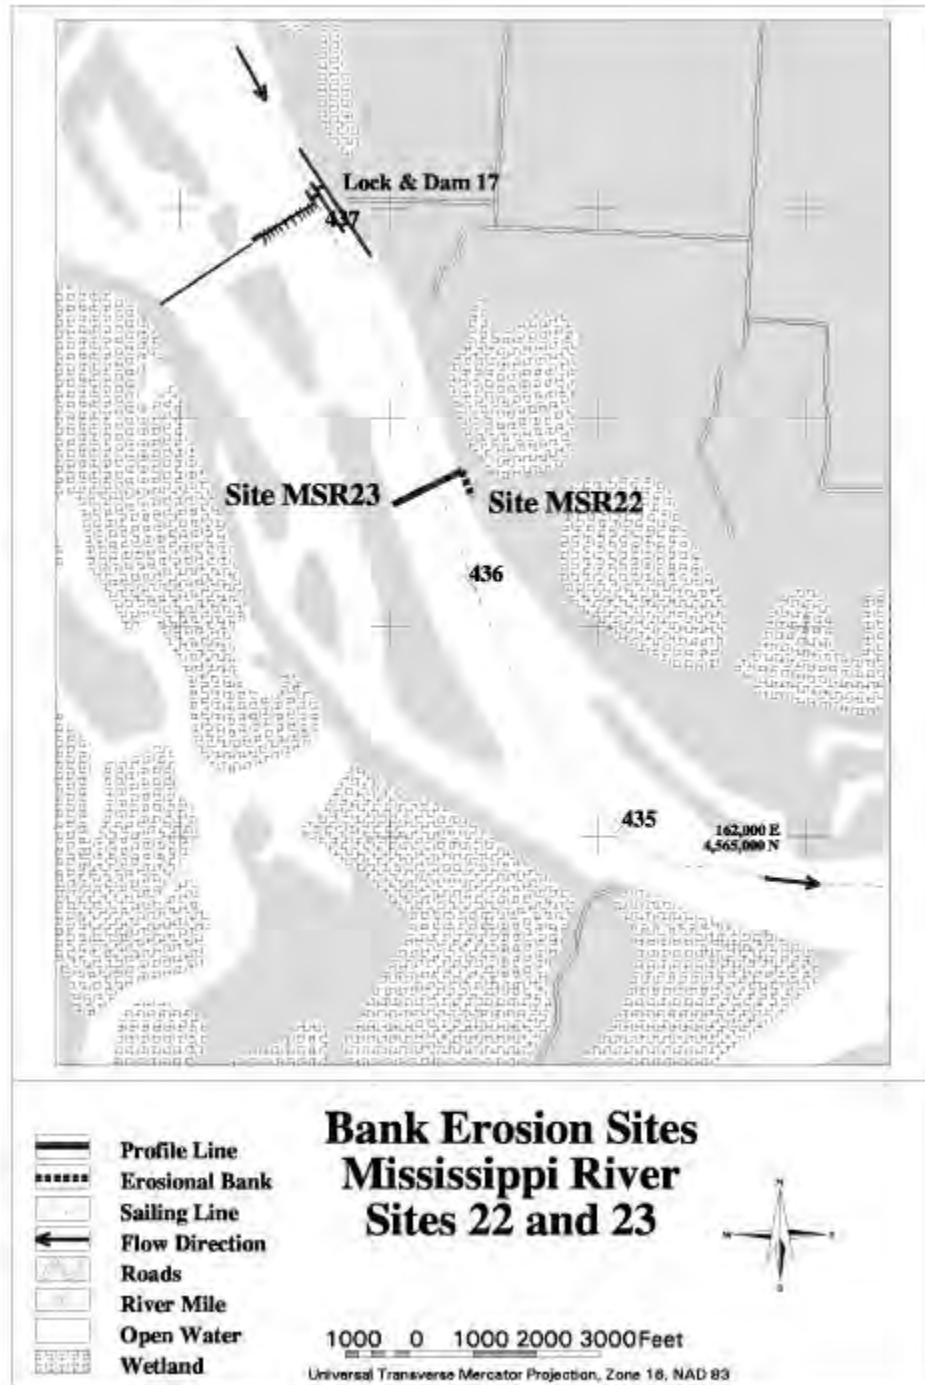 Lock & Dam 17
437
Site MSR23
Site MSR22
436
435
162,000 E
4,565,000 N
Profile Line
Erosional Bank
Sailing Line
Flow Direction
Roads
River Mile
Open Water
Wetland
Bank Erosion Sites
Mississippi River
Sites 22 and 23
N
W
E
S
1000 0 1000 2000 3000 Feet
Universal Transverse Mercator Projection, Zone 16, NAD 83